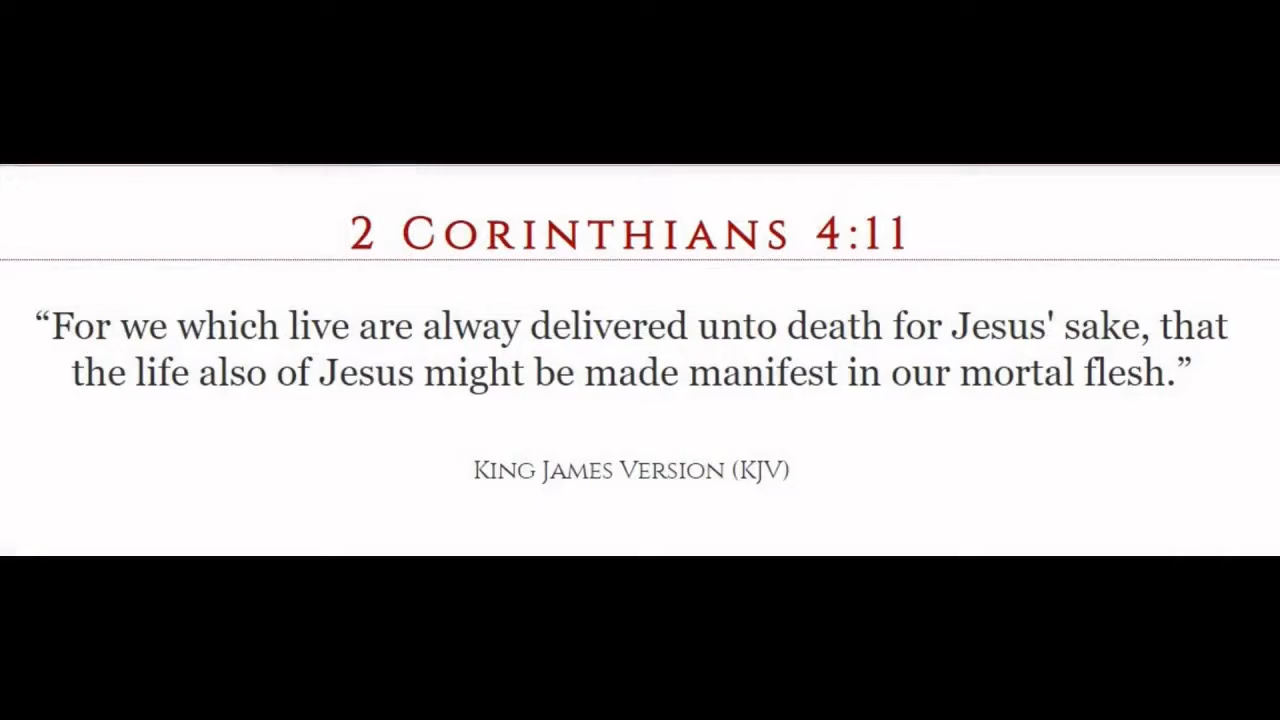 2 Corinthians 4:11
“For we which live are alway delivered unto death for Jesus' sake, that
the life also of Jesus might be made manifest in our mortal flesh.”
King James Version (KJV)